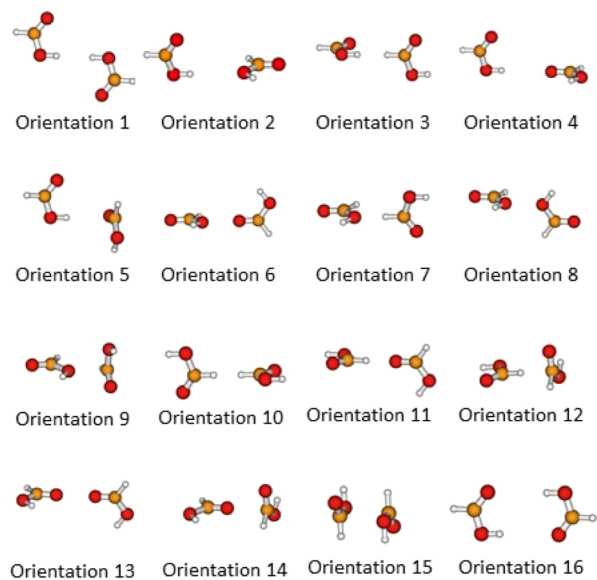 Orientation 1
Orientation 2
Orientation 3
Orientation 4
Orientation 5
Orientation 6
Orientation 7
Orientation 8
Orientation 9
Orientation 10
Orientation 11
Orientation 12
Orientation 13
Orientation 14
Orientation 15
Orientation 16